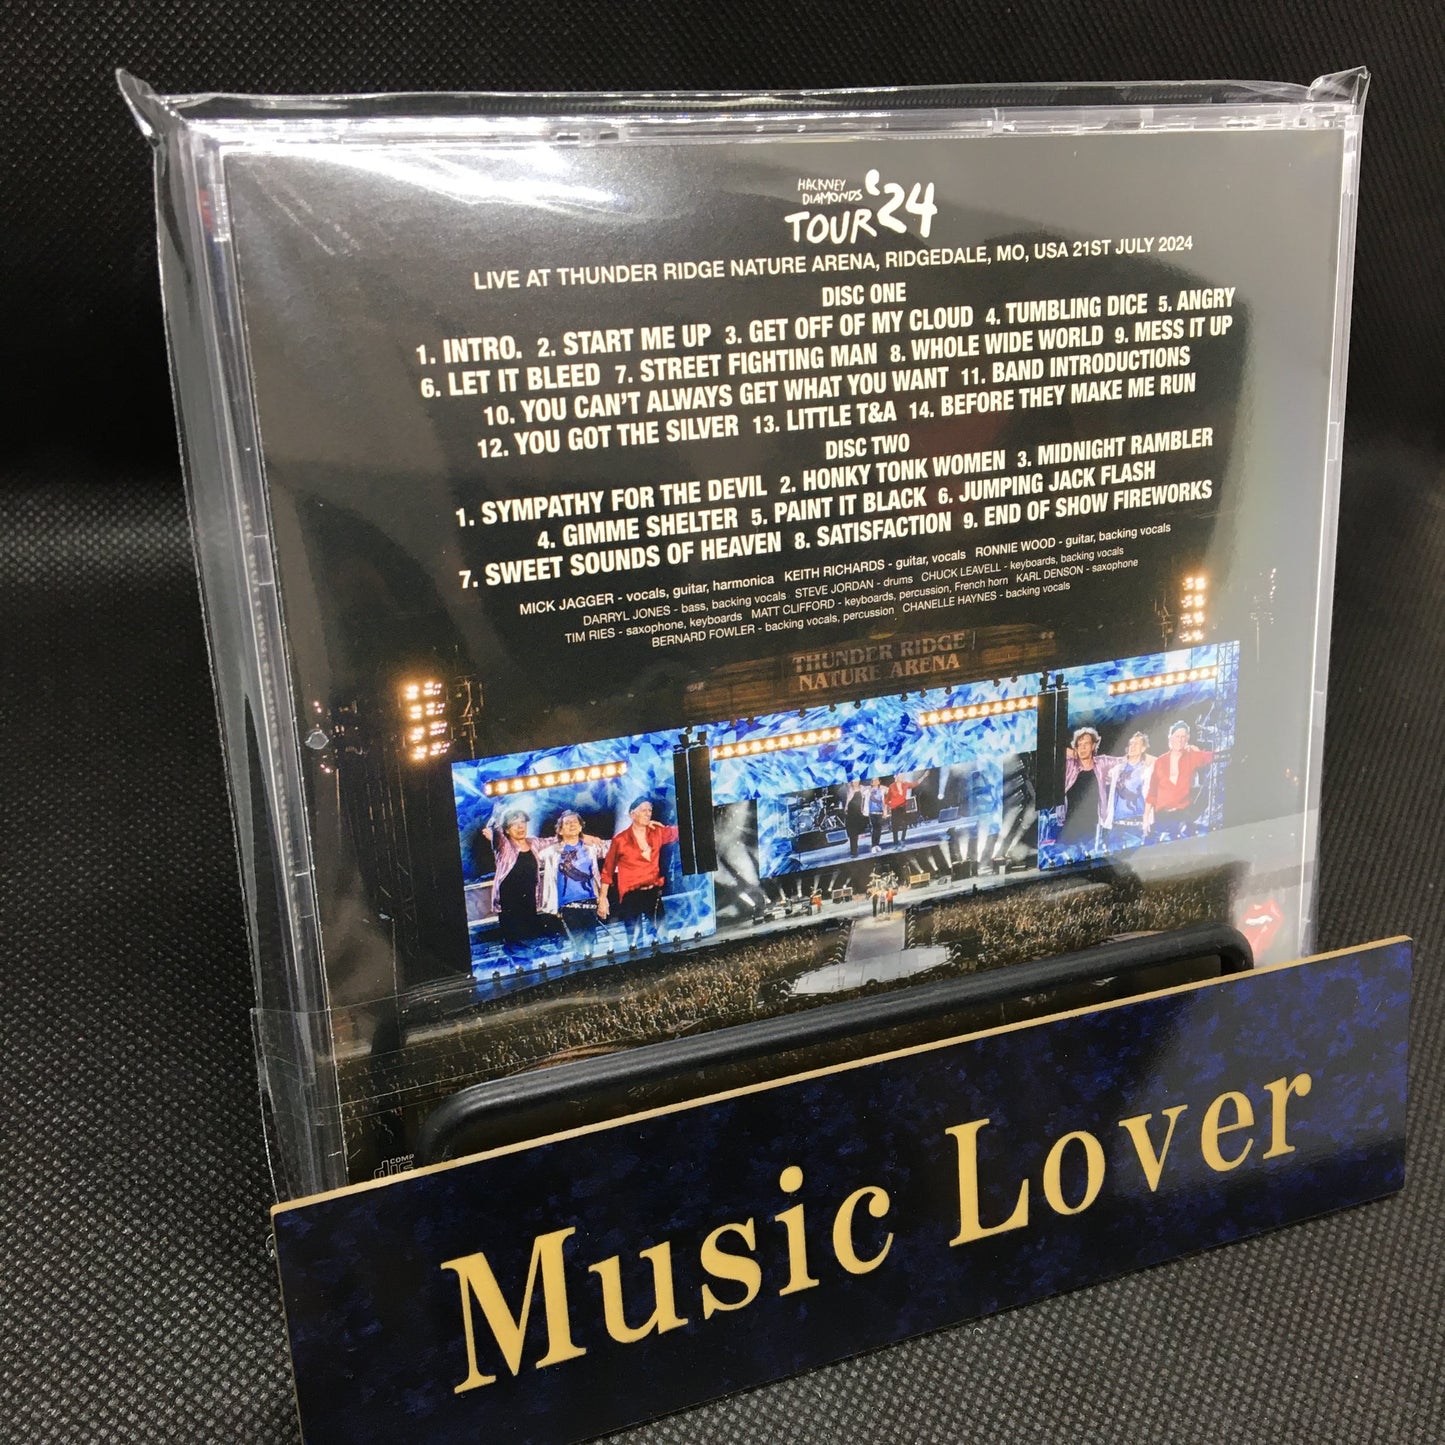 HACKNEY
DIAMONDS
TOUR '24
LIVE AT THUNDER RIDGE NATURE ARENA, RIDGEDALE, MO, USA 21ST JULY 2024
DISC ONE
1. INTRO. 2. START ME UP 3. GET OFF OF MY CLOUD 4. TUMBLING DICE 5. ANGRY
6. LET IT BLEED 7. STREET FIGHTING MAN 8. WHOLE WIDE WORLD 9. MESS IT UP
10. YOU CAN'T ALWAYS GET WHAT YOU WANT 11. BAND INTRODUCTIONS
12. YOU GOT THE SILVER 13. LITTLE T&A 14. BEFORE THEY MAKE ME RUN
DISC TWO
1. SYMPATHY FOR THE DEVIL 2. HONKY TONK WOMEN 3. MIDNIGHT RAMBLER
4. GIMME SHELTER 5. PAINT IT BLACK 6. JUMPING JACK FLASH
7. SWEET SOUNDS OF HEAVEN 8. SATISFACTION 9. END OF SHOW FIREWORKS
MICK JAGGER - vocals, guitar, harmonica KEITH RICHARDS - guitar, vocals RONNIE WOOD - guitar, backing vocals
DARRYL JONES - bass, backing vocals STEVE JORDAN - drums CHUCK LEAVELL - keyboards, backing vocals
TIM RIES - saxophone, keyboards MATT CLIFFORD - keyboards, percussion, French horn KARL DENSON - saxophone
BERNARD FOWLER - backing vocals, percussion CHANELLE HAYNES - backing vocals
THUNDER RIDGE
NATURE ARENA
COMP
Music Lover